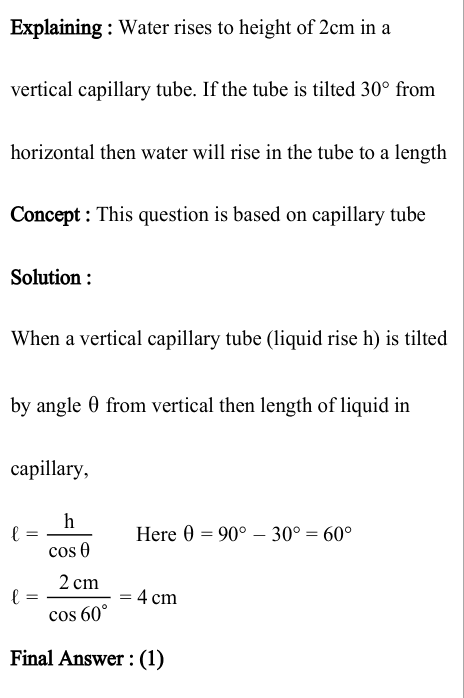 Explaining : Water rises to height of 2cm in a
vertical capillary tube. If the tube is tilted 30° from
horizontal then water will rise in the tube to a length
Concept : This question is based on capillary tube
Solution :
When a vertical capillary tube (liquid rise h) is tilted
by angle θ from vertical then length of liquid in
capillary,
ℓ = h / cos θ Here θ = 90° – 30° = 60°
ℓ = 2 cm / cos 60° = 4 cm
Final Answer : (1)